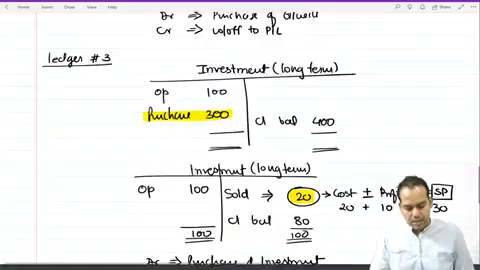 Dr ⇒ Purchase of
Cr ⇒ w/off to P/L
ledger #3
Investment (long term)
op 100
Purchase 300
Cl bal 400
Investment (long term)
Op 100
Sold ⇒ 20 → Cost ± Profit SP
20 + 10 30
Cl bal 80
100 100
Dr ⇒ Purchase of Investment